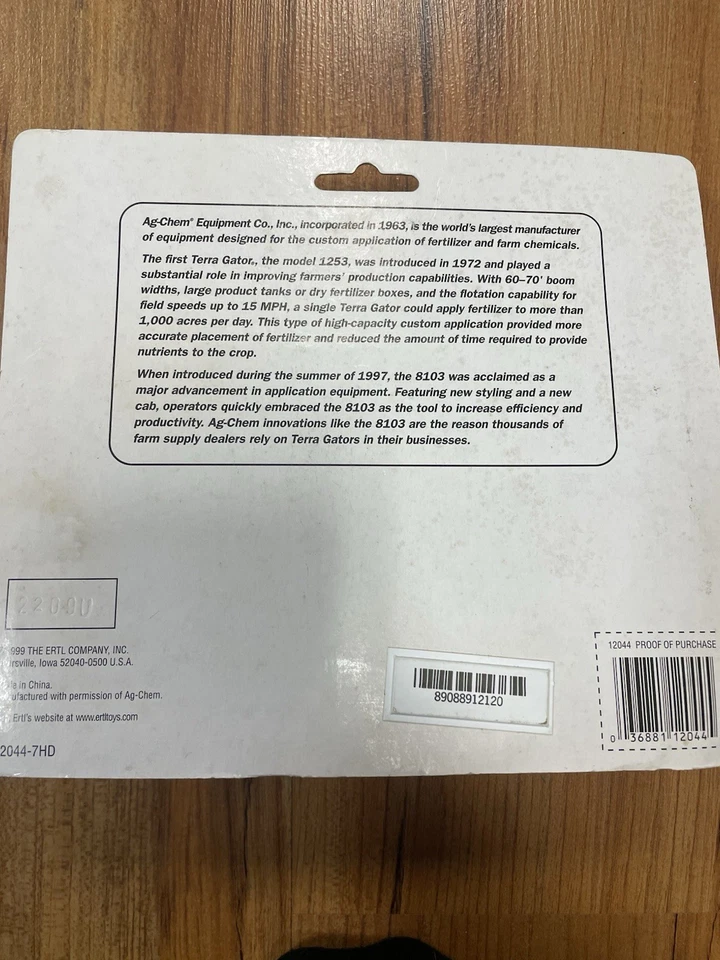 Ag-Chem® Equipment Co., Inc., incorporated in 1963, is the world's largest manufacturer
of equipment designed for the custom application of fertilizer and farm chemicals.
The first Terra Gator., the model 1253, was introduced in 1972 and played a
substantial role in improving farmers' production capabilities. With 60–70' boom
widths, large product tanks or dry fertilizer boxes, and the flotation capability for
field speeds up to 15 MPH, a single Terra Gator could apply fertilizer to more than
1,000 acres per day. This type of high-capacity custom application provided more
accurate placement of fertilizer and reduced the amount of time required to provide
nutrients to the crop.
When introduced during the summer of 1997, the 8103 was acclaimed as a
major advancement in application equipment. Featuring new styling and a new
cab, operators quickly embraced the 8103 as the tool to increase efficiency and
productivity. Ag-Chem innovations like the 8103 are the reason thousands of
farm supply dealers rely on Terra Gators in their businesses.
2200U
999 THE ERTL COMPANY, INC.
rsville, Iowa 52040-0500 U.S.A.
e in China.
ufactured with permission of Ag-Chem.
Ertl's website at www.ertltoys.com
2044-7HD
89088912120
12044 PROOF OF PURCHASE
0 36881 12044